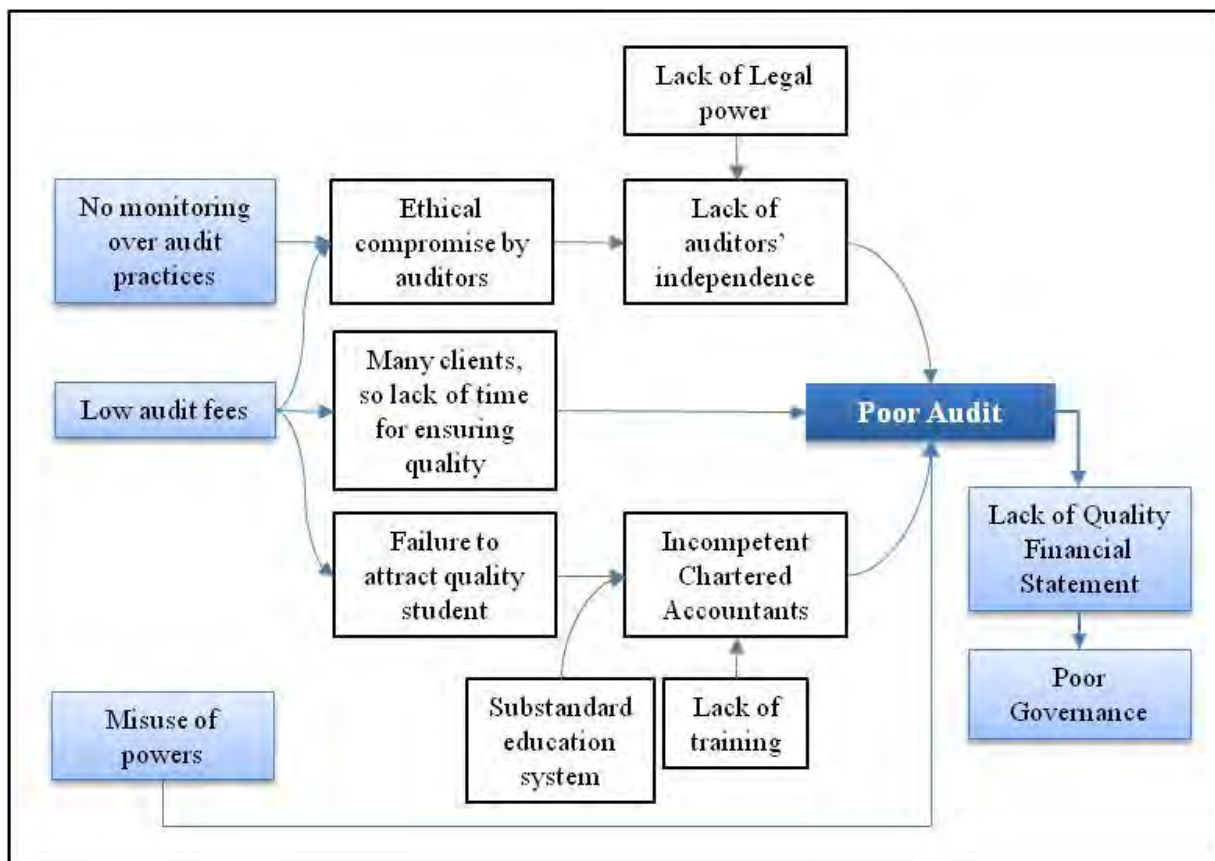 Lack of Legal
power
No monitoring
over audit
practices
Ethical
compromise by
auditors
Lack of
auditors’
independence
Low audit fees
Many clients,
so lack of time
for ensuring
quality
Poor Audit
Failure to
attract quality
student
Incompetent
Chartered
Accountants
Lack of Quality
Financial
Statement
Misuse of
powers
Substandard
education
system
Lack of
training
Poor
Governance